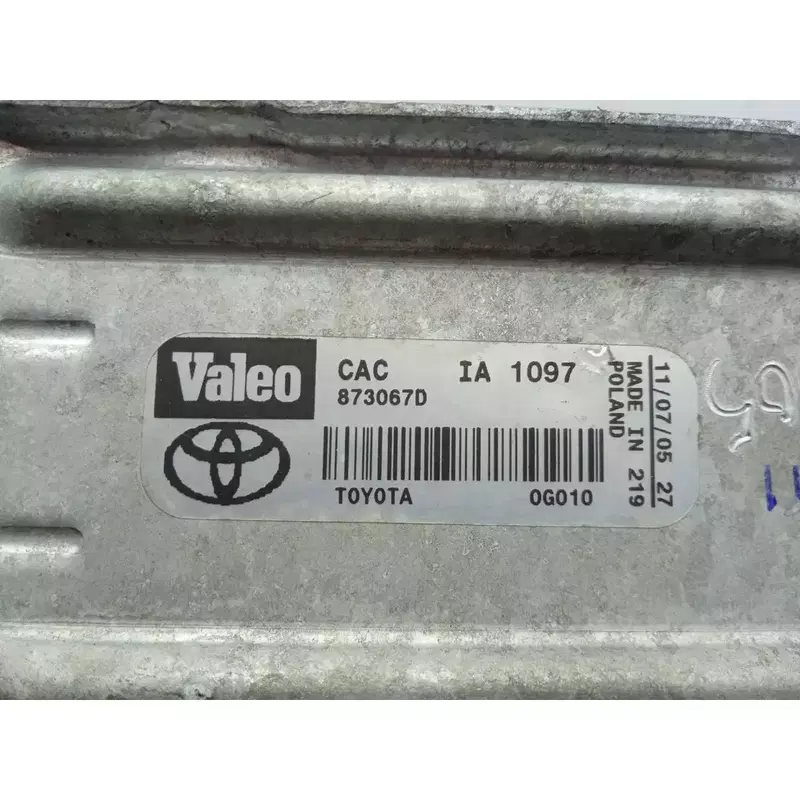 Valeo
CAC IA 1097
873067D
TOYOTA 0G010
11/07/05 27
MADE IN 219
POLAND